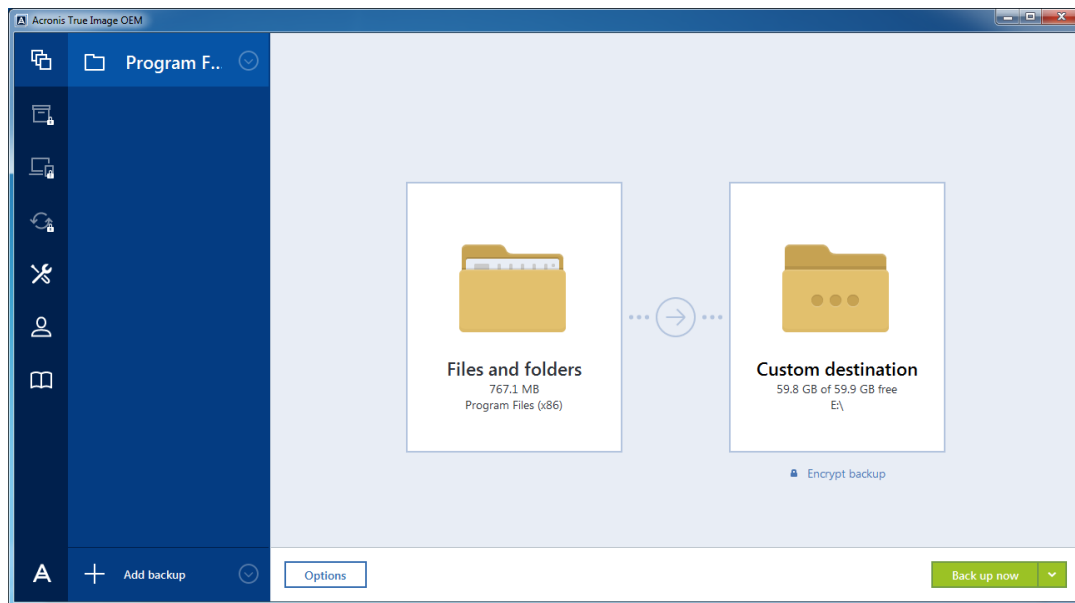 Acronis True Image OEM
Program F..
Files and folders
767.1 MB
Program Files (x86)
Custom destination
59.8 GB of 59.9 GB free
E:\
Encrypt backup
Add backup
Options
Back up now